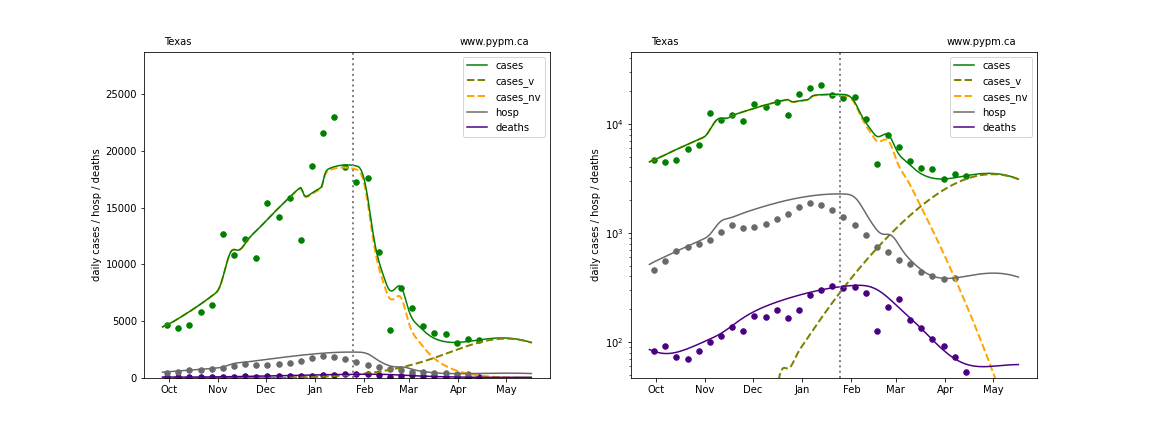 Texas www.pypm.ca
cases
cases_v
cases_nv
hosp
deaths
daily cases / hosp / deaths
25000
20000
15000
10000
5000
0
Oct Nov Dec Jan Feb Mar Apr May
Texas www.pypm.ca
cases
cases_v
cases_nv
hosp
deaths
daily cases / hosp / deaths
10⁴
10³
10²
Oct Nov Dec Jan Feb Mar Apr May